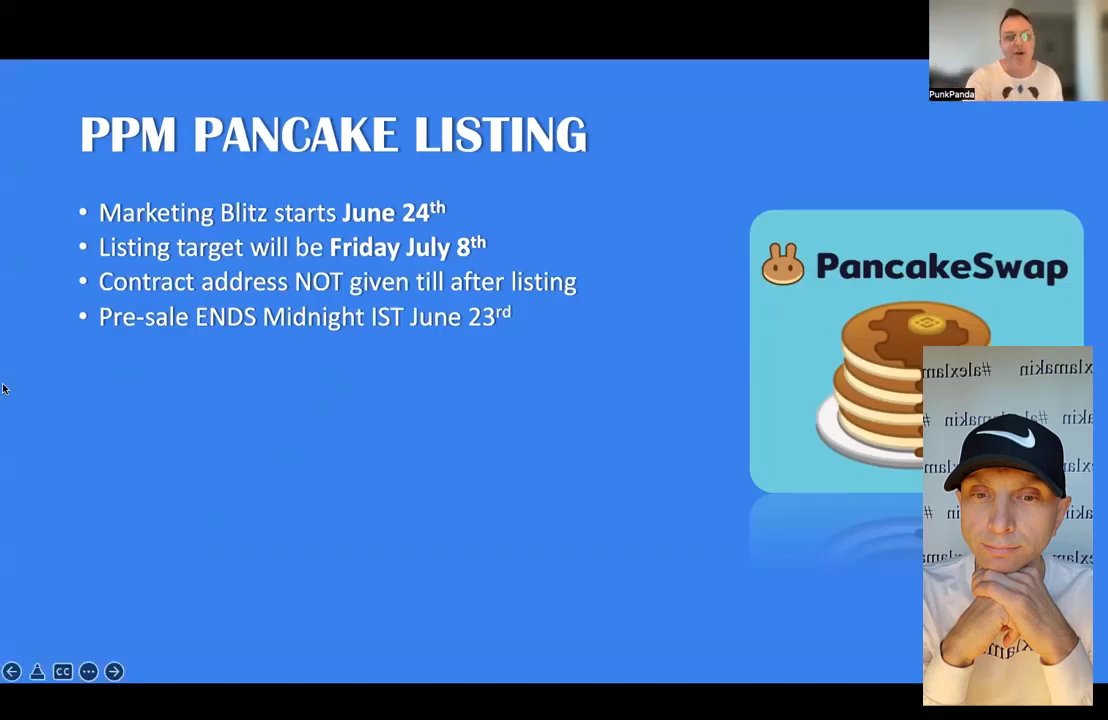 PunkPanda
PPM PANCAKE LISTING
• Marketing Blitz starts June 24th
• Listing target will be Friday July 8th
• Contract address NOT given till after listing
• Pre-sale ENDS Midnight IST June 23rd
PancakeSwap
#alexlamakin
CC